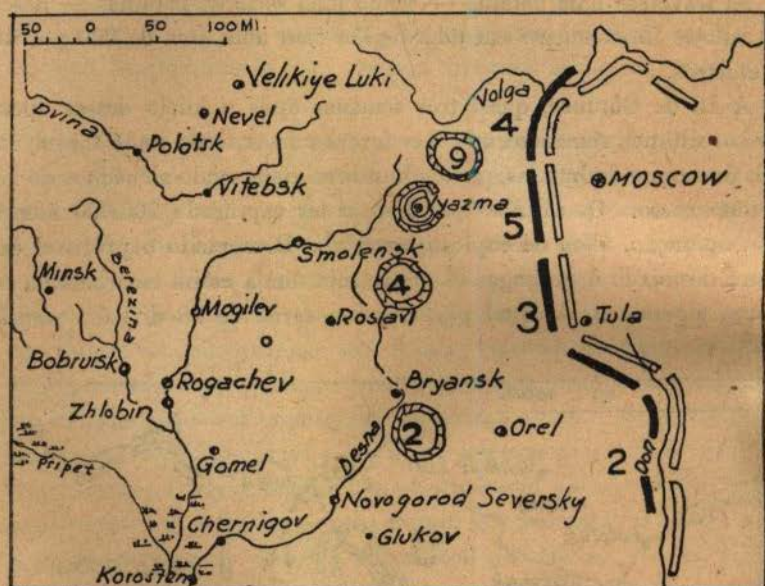 50 0 50 100 MI
Velikiye Luki
Volga
Nevel
4
Dvina
9
Polotsk
MOSCOW
Vitebsk
Vyazma
5
Smolensk
Minsk
Berezina
4
Mogilev
Roslavl
3
Tula
Bobruisk
Rogachev
Bryansk
Zhlobin
2
Orel
2
Don
Pripet
Gomel
Desna
Novogorod Seversky
Chernigov
Glukov
Korosten